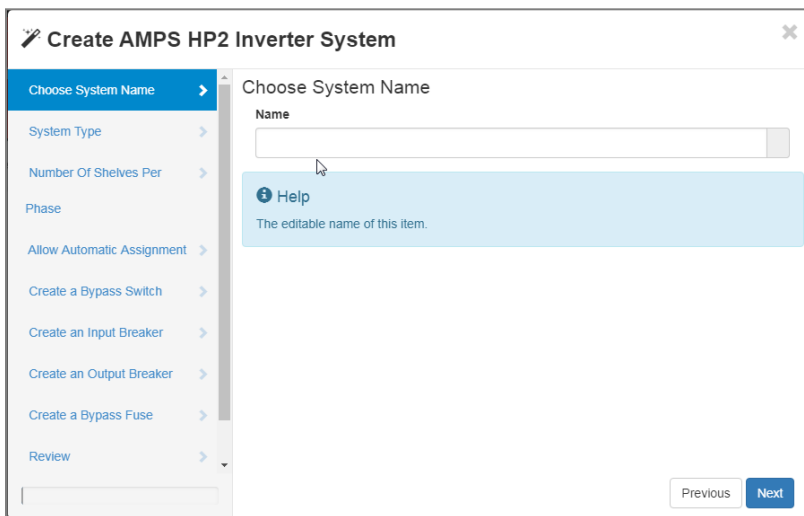 Create AMPS HP2 Inverter System
Choose System Name
System Type
Number Of Shelves Per
Phase
Allow Automatic Assignment
Create a Bypass Switch
Create an Input Breaker
Create an Output Breaker
Create a Bypass Fuse
Review
Choose System Name
Name
Help
The editable name of this item.
Previous
Next